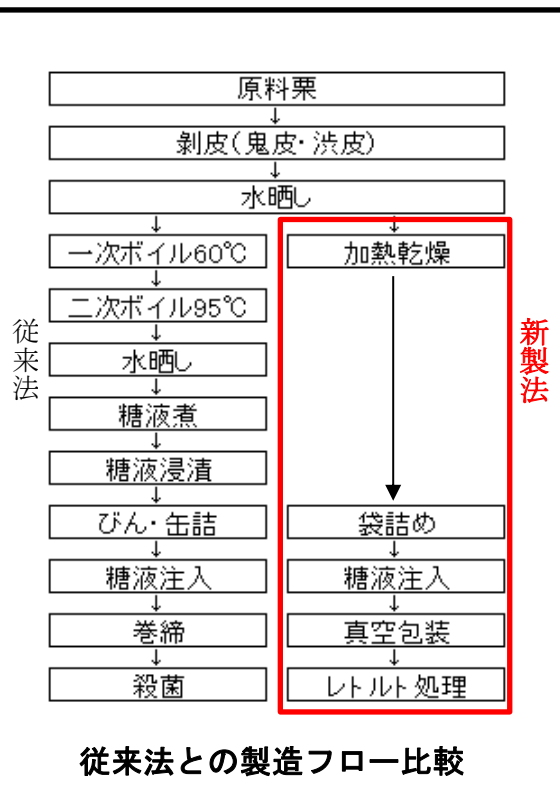 原料栗
↓
剝皮(鬼皮・渋皮)
↓
水晒し
↓ ↓
一次ボイル60℃ 加熱乾燥
↓
二次ボイル95℃
↓
水晒し
↓
糖液煮
↓
糖液浸漬
↓
びん・缶詰 袋詰め
↓ ↓
糖液注入 糖液注入
↓ ↓
巻締 真空包装
↓ ↓
殺菌 レトルト処理
従来法
新製法
従来法との製造フロー比較